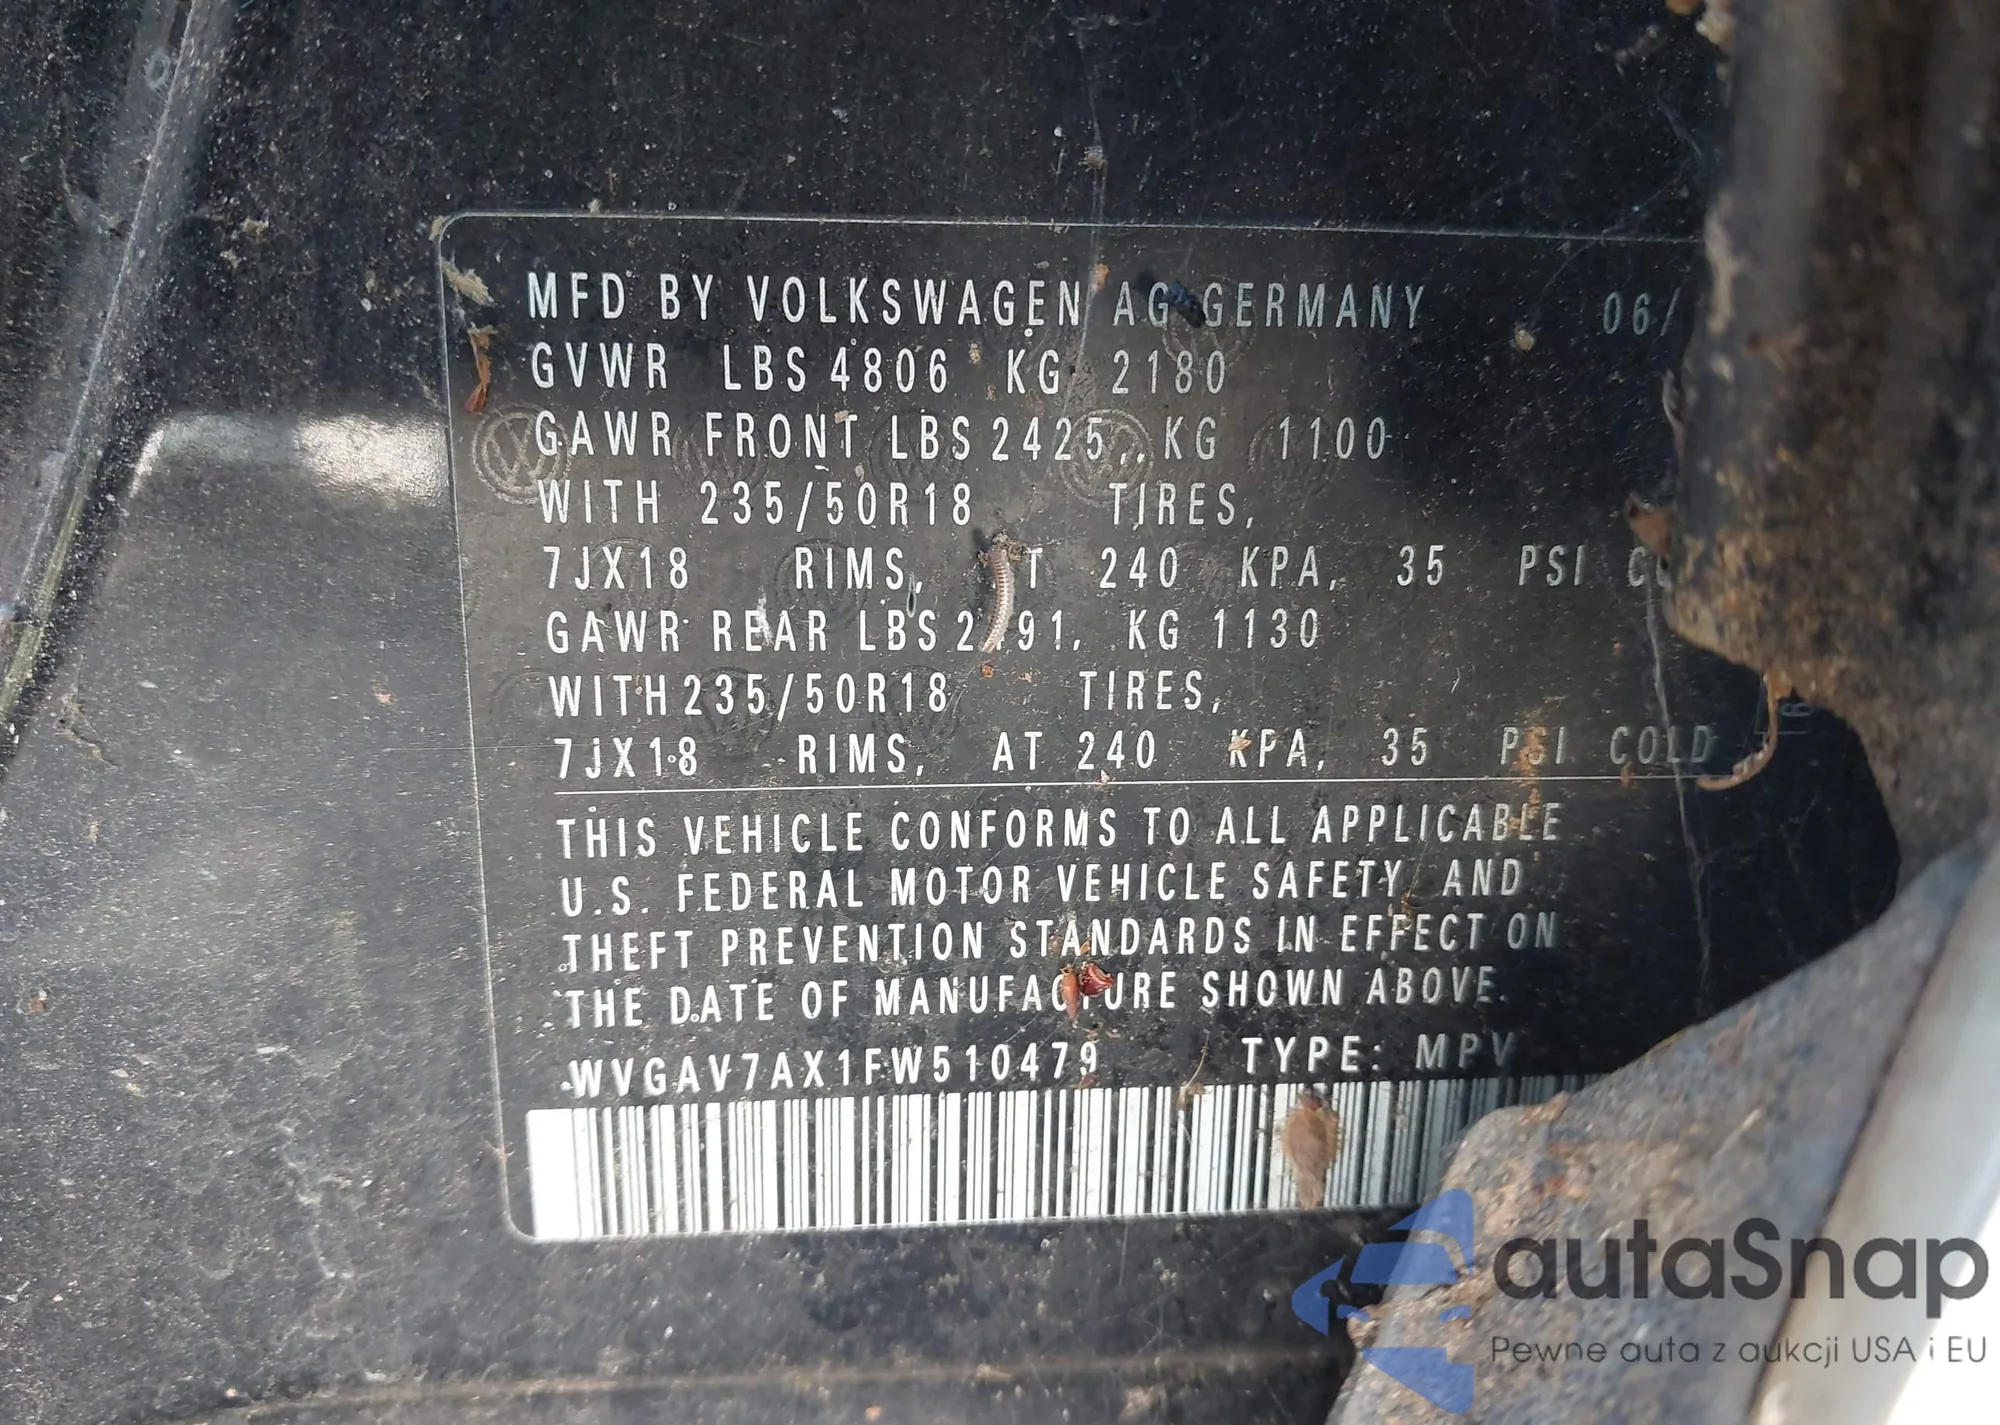 MFD BY VOLKSWAGEN AG GERMANY 06/
GVWR LBS 4806 KG 2180
GAWR FRONT LBS 2425, KG 1100
WITH 235/50R18 TIRES,
7JX18 RIMS, T 240 KPA, 35 PSI
GAWR REAR LBS KG 1130
WITH 235/50R18 TIRES,
7JX18 RIMS, AT 240 KPA, 35 PSI COLD
THIS VEHICLE CONFORMS TO ALL APPLICABLE
U.S. FEDERAL MOTOR VEHICLE SAFETY AND
THEFT PREVENTION STANDARDS IN EFFECT ON
THE DATE OF MANUFACTURE SHOWN ABOVE.
WVGAV7AX1FW510479 TYPE: MPV
autaSnap
Pewne auta z aukcji USA i EU